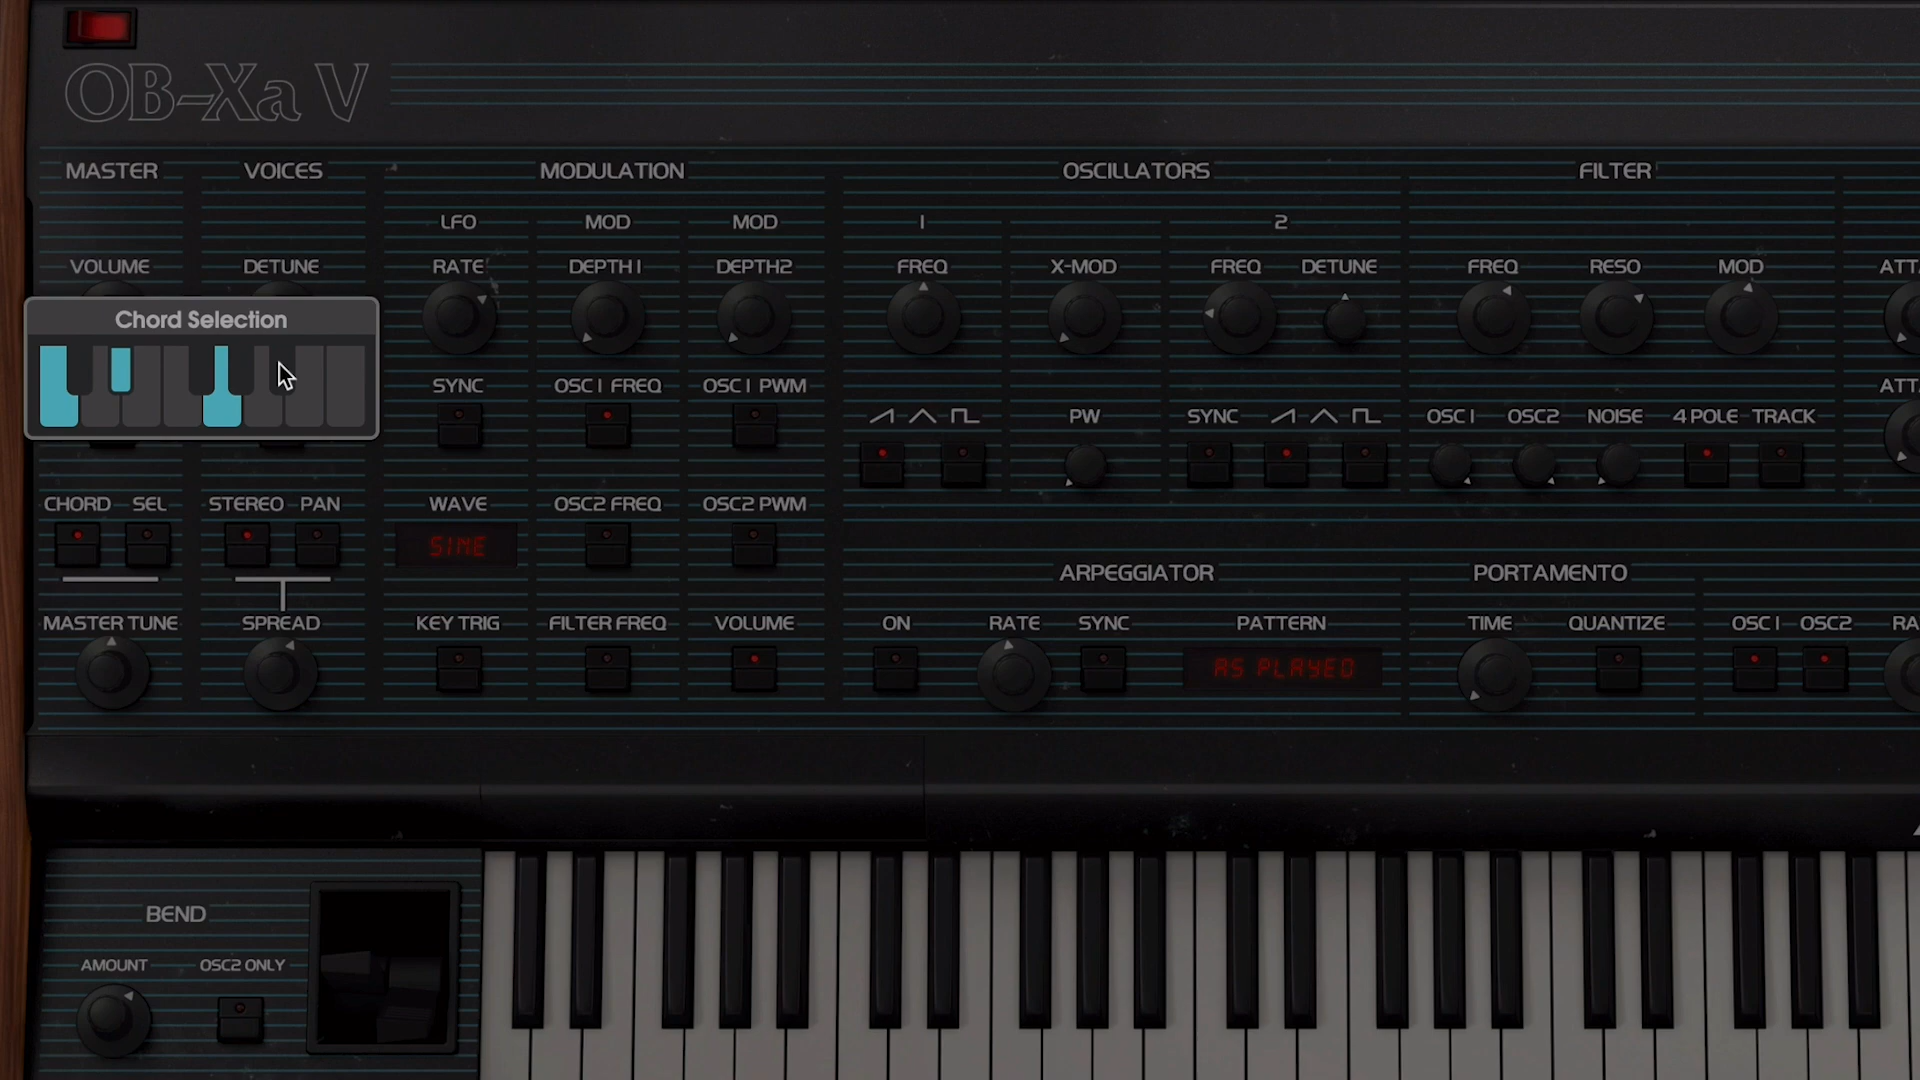 OB-Xa V
MASTER VOICES MODULATION OSCILLATORS FILTER
LFO MOD MOD 1 2
VOLUME DETUNE RATE DEPTH 1 DEPTH2 FREQ X-MOD FREQ DETUNE FREQ RESO MOD
Chord Selection
SYNC OSC 1 FREQ OSC 1 PWM
PW SYNC OSC 1 OSC2 NOISE 4 POLE TRACK
CHORD SEL STEREO PAN WAVE OSC2 FREQ OSC2 PWM
SINE
ARPEGGIATOR PORTAMENTO
MASTER TUNE SPREAD KEY TRIG FILTER FREQ VOLUME ON RATE SYNC PATTERN TIME QUANTIZE OSC 1 OSC2
AS PLAYED
BEND
AMOUNT OSC2 ONLY